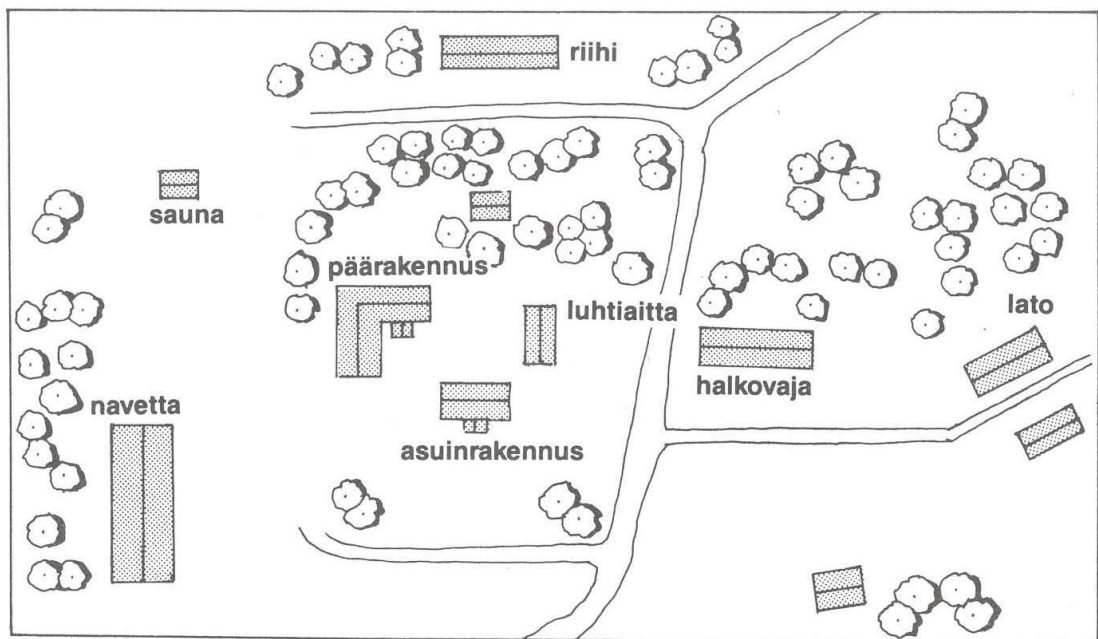 riihi
sauna
päärakennus
luhtiaitta
lato
halkovaja
navetta
asuinrakennus